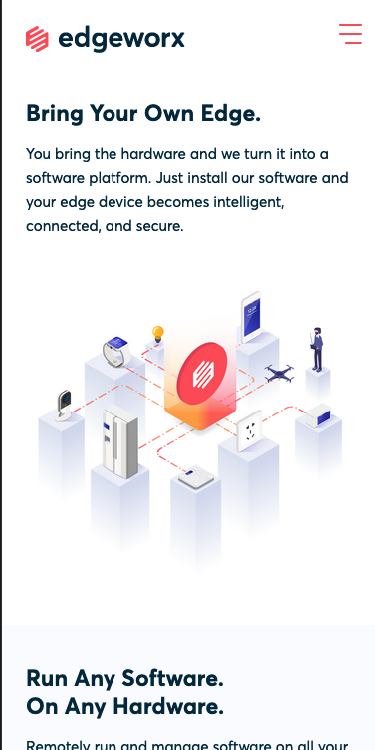 edgeworx
Bring Your Own Edge.
You bring the hardware and we turn it into a
software platform. Just install our software and
your edge device becomes intelligent,
connected, and secure.
Run Any Software.
On Any Hardware.
Remotely run and manage software on all your